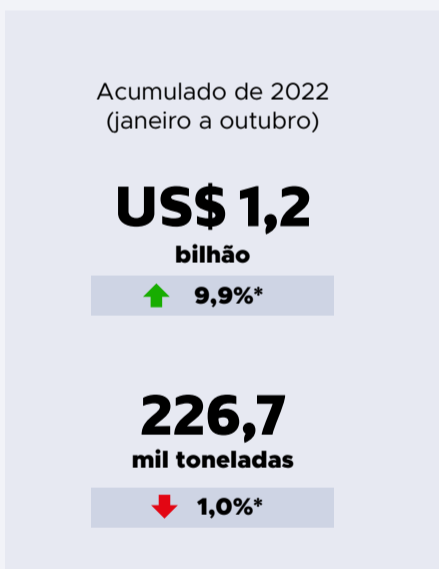 Acumulado de 2022
(janeiro a outubro)
US$ 1,2
bilhão
9,9%*
226,7
mil toneladas
1,0%*